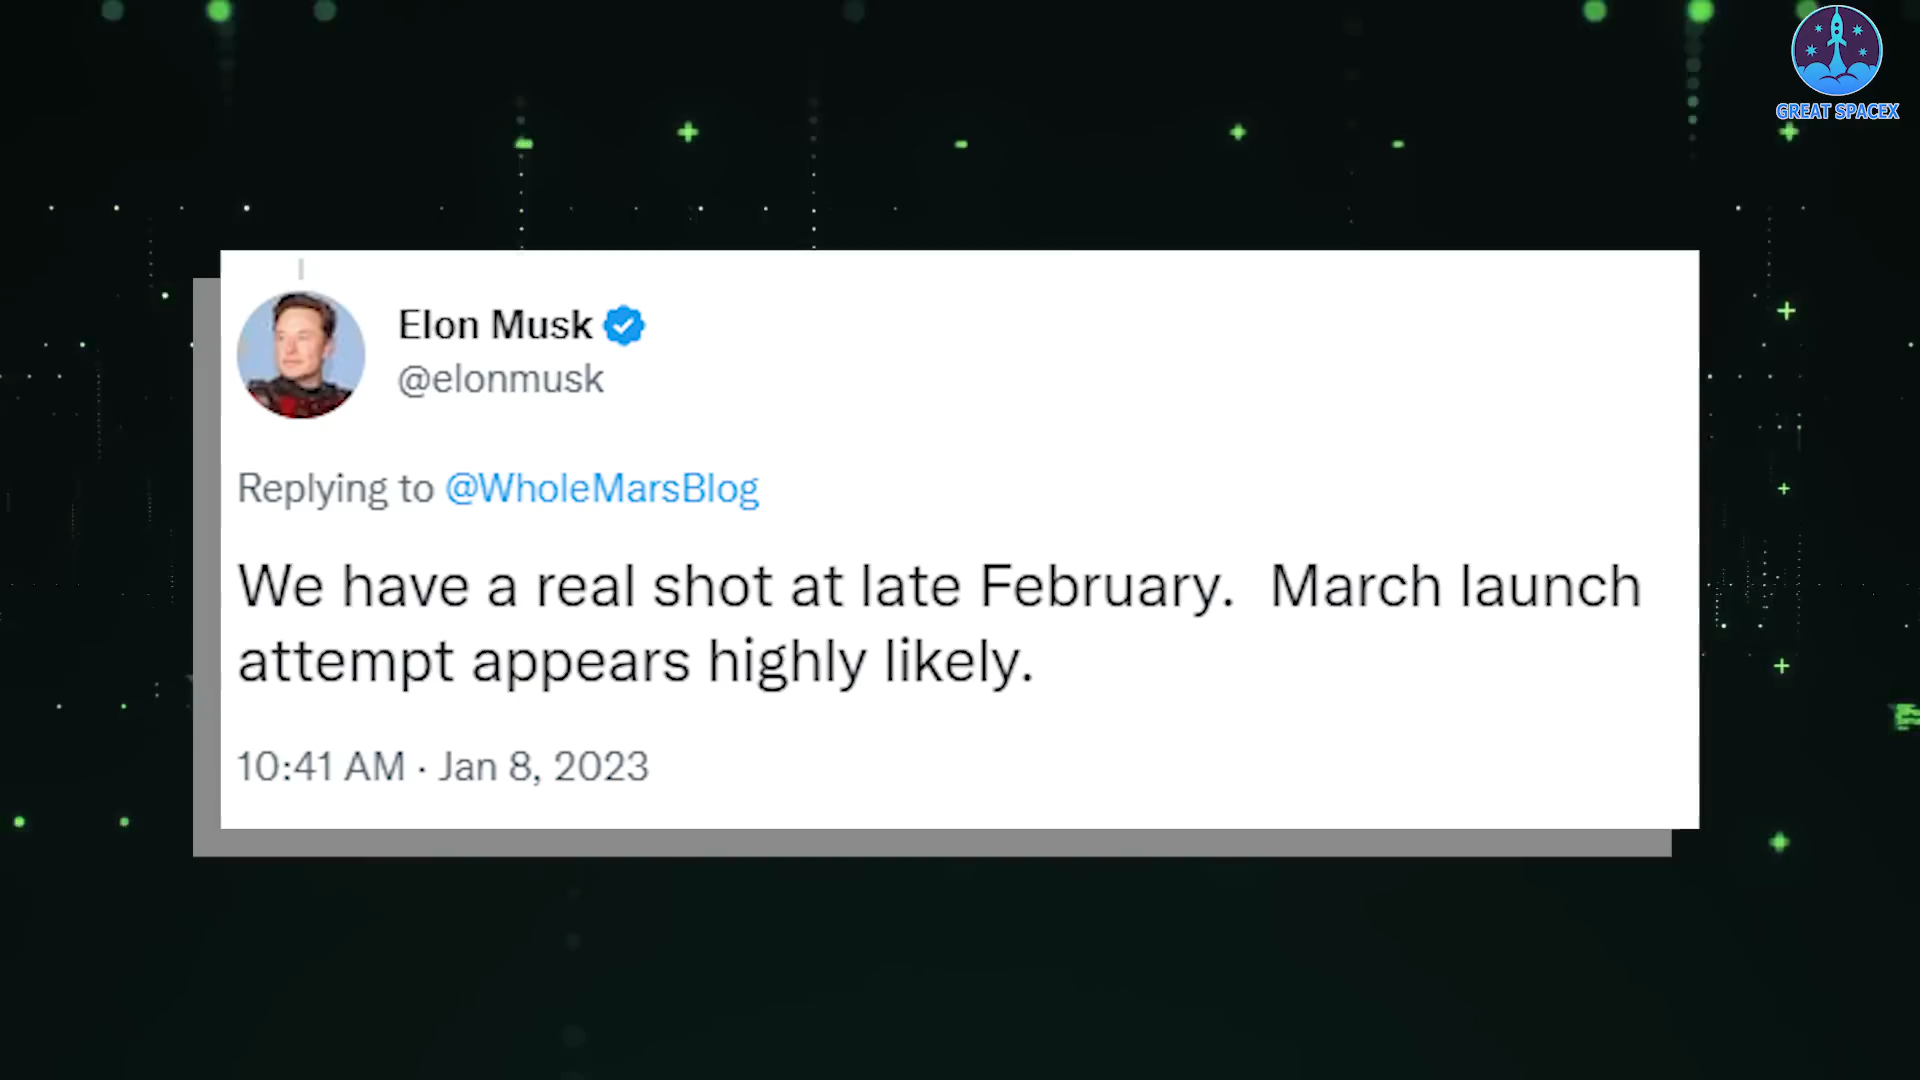 GREAT SPACEX
Elon Musk
@elonmusk
Replying to @WholeMarsBlog
We have a real shot at late February.  March launch
attempt appears highly likely.
10:41 AM · Jan 8, 2023